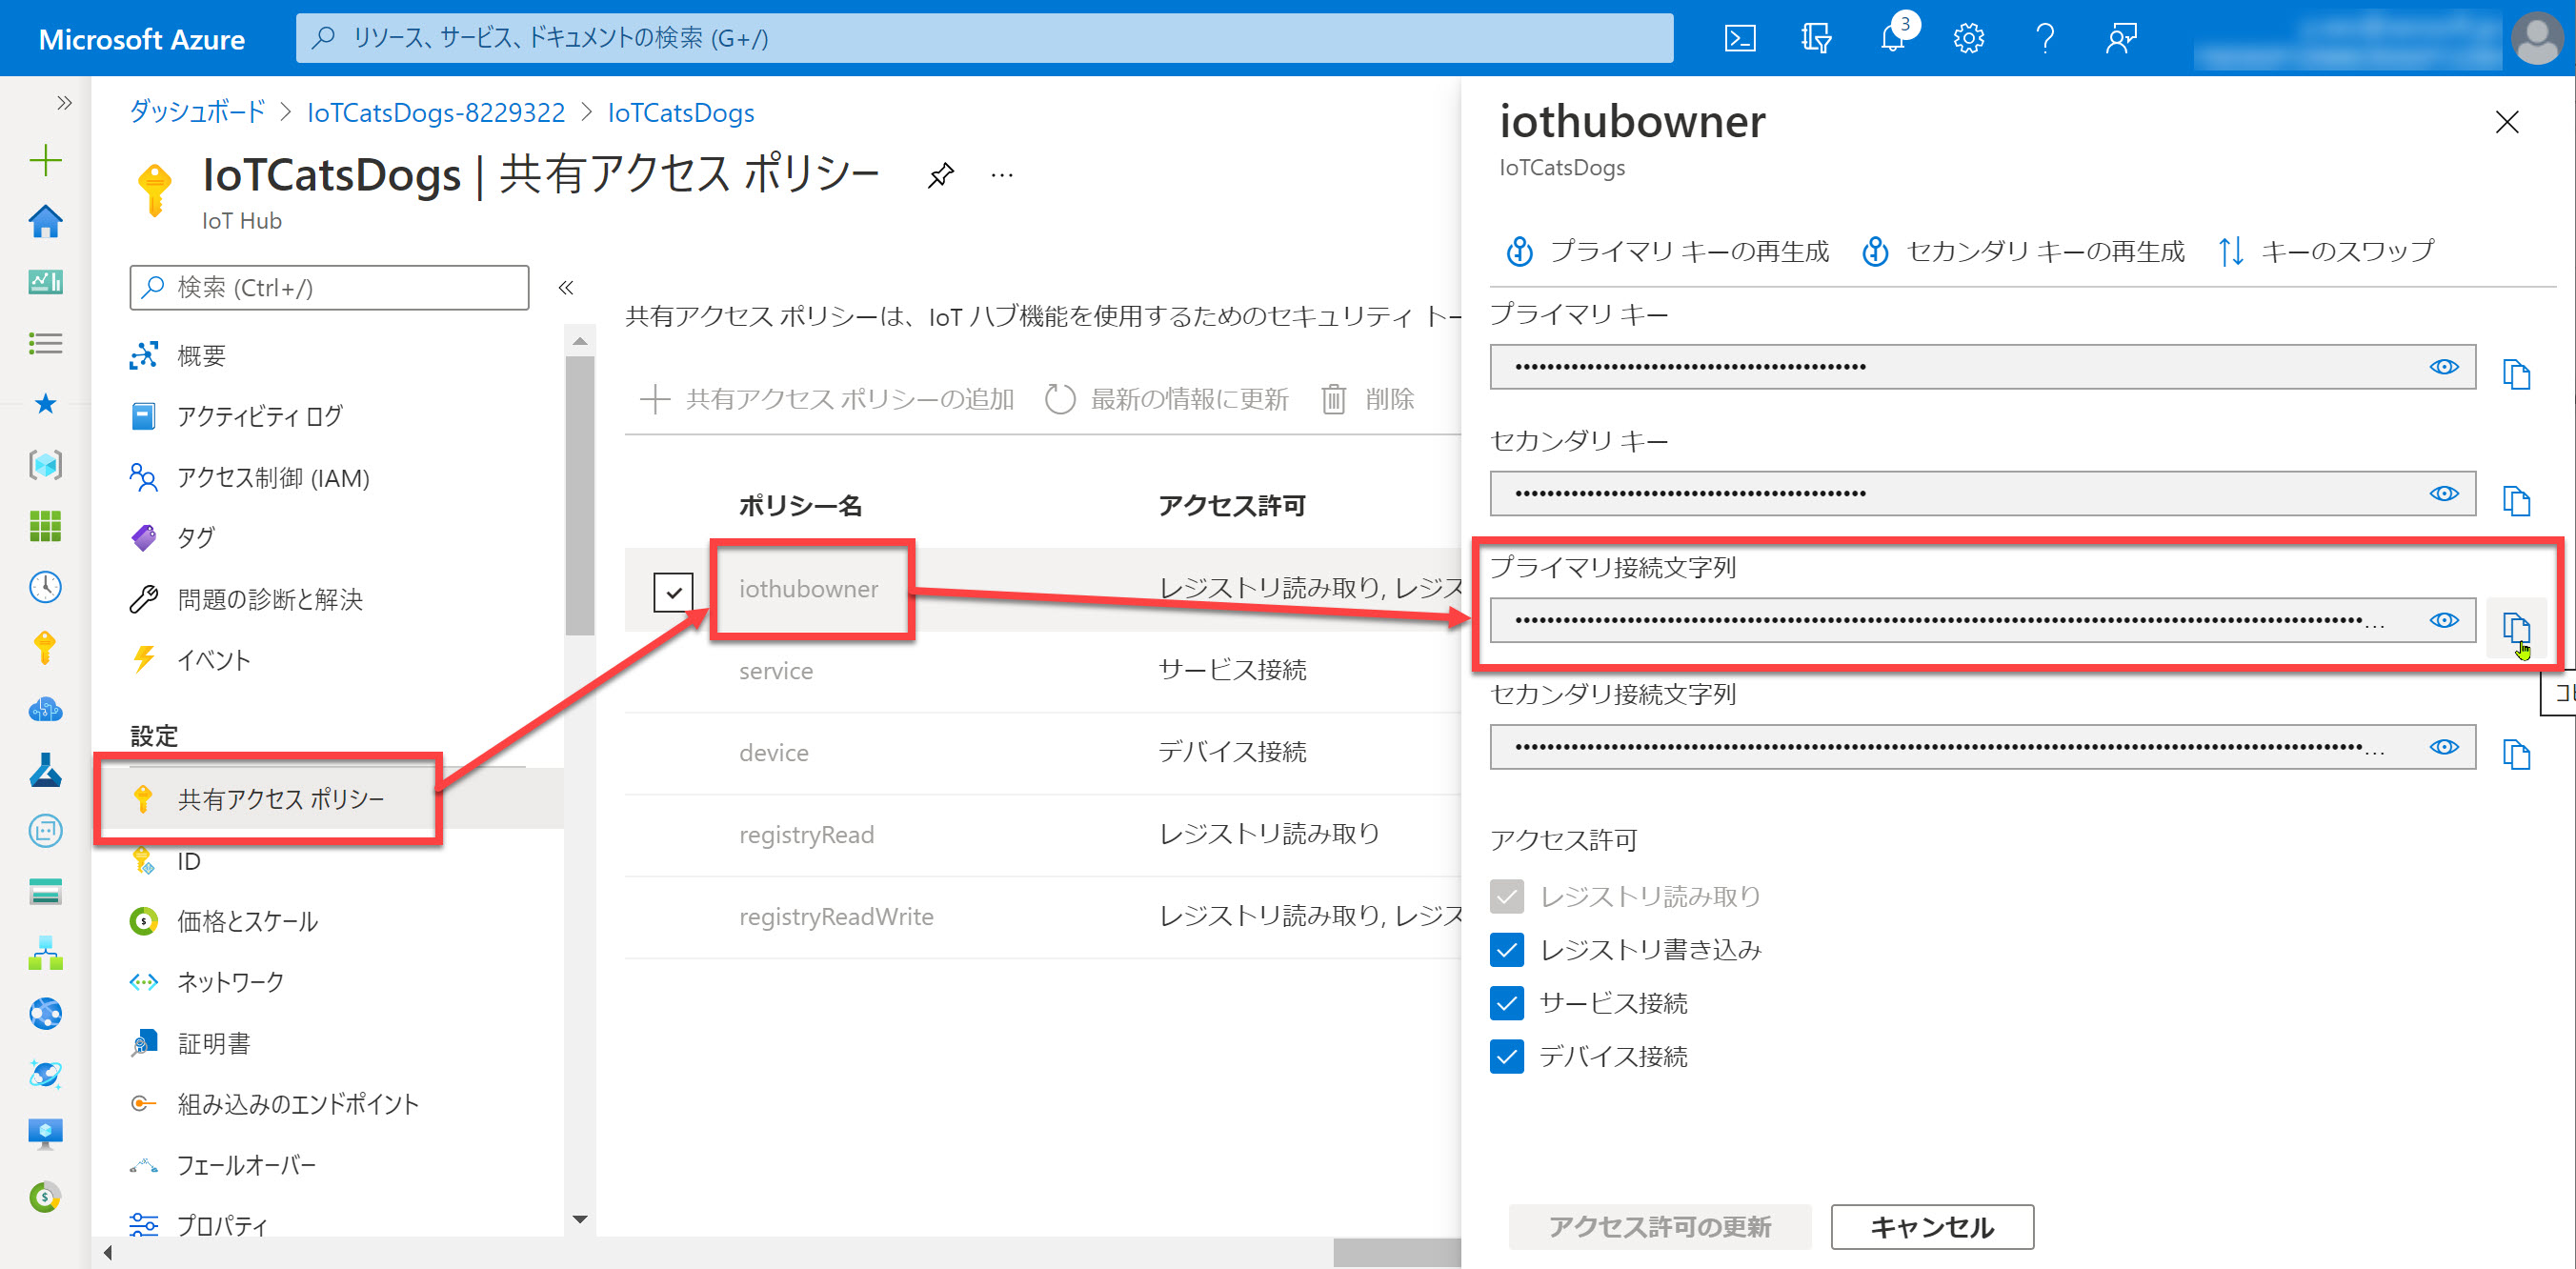 Microsoft Azure
リソース、サービス、ドキュメントの検索 (G+/)
3
ダッシュボード > IoTCatsDogs-8229322 > IoTCatsDogs
IoTCatsDogs | 共有アクセス ポリシー
IoT Hub
検索 (Ctrl+/)
概要
アクティビティ ログ
アクセス制御 (IAM)
タグ
問題の診断と解決
イベント
設定
共有アクセス ポリシー
ID
価格とスケール
ネットワーク
証明書
組み込みのエンドポイント
フェールオーバー
プロパティ
共有アクセス ポリシーは、IoT ハブ機能を使用するためのセキュリティ トー
共有アクセス ポリシーの追加 最新の情報に更新 削除
ポリシー名 アクセス許可
iothubowner レジストリ読み取り, レジス
service サービス接続
device デバイス接続
registryRead レジストリ読み取り
registryReadWrite レジストリ読み取り, レジス
iothubowner
IoTCatsDogs
プライマリ キーの再生成 セカンダリ キーの再生成 キーのスワップ
プライマリ キー
セカンダリ キー
プライマリ接続文字列
セカンダリ接続文字列
アクセス許可
レジストリ読み取り
レジストリ書き込み
サービス接続
デバイス接続
アクセス許可の更新 キャンセル